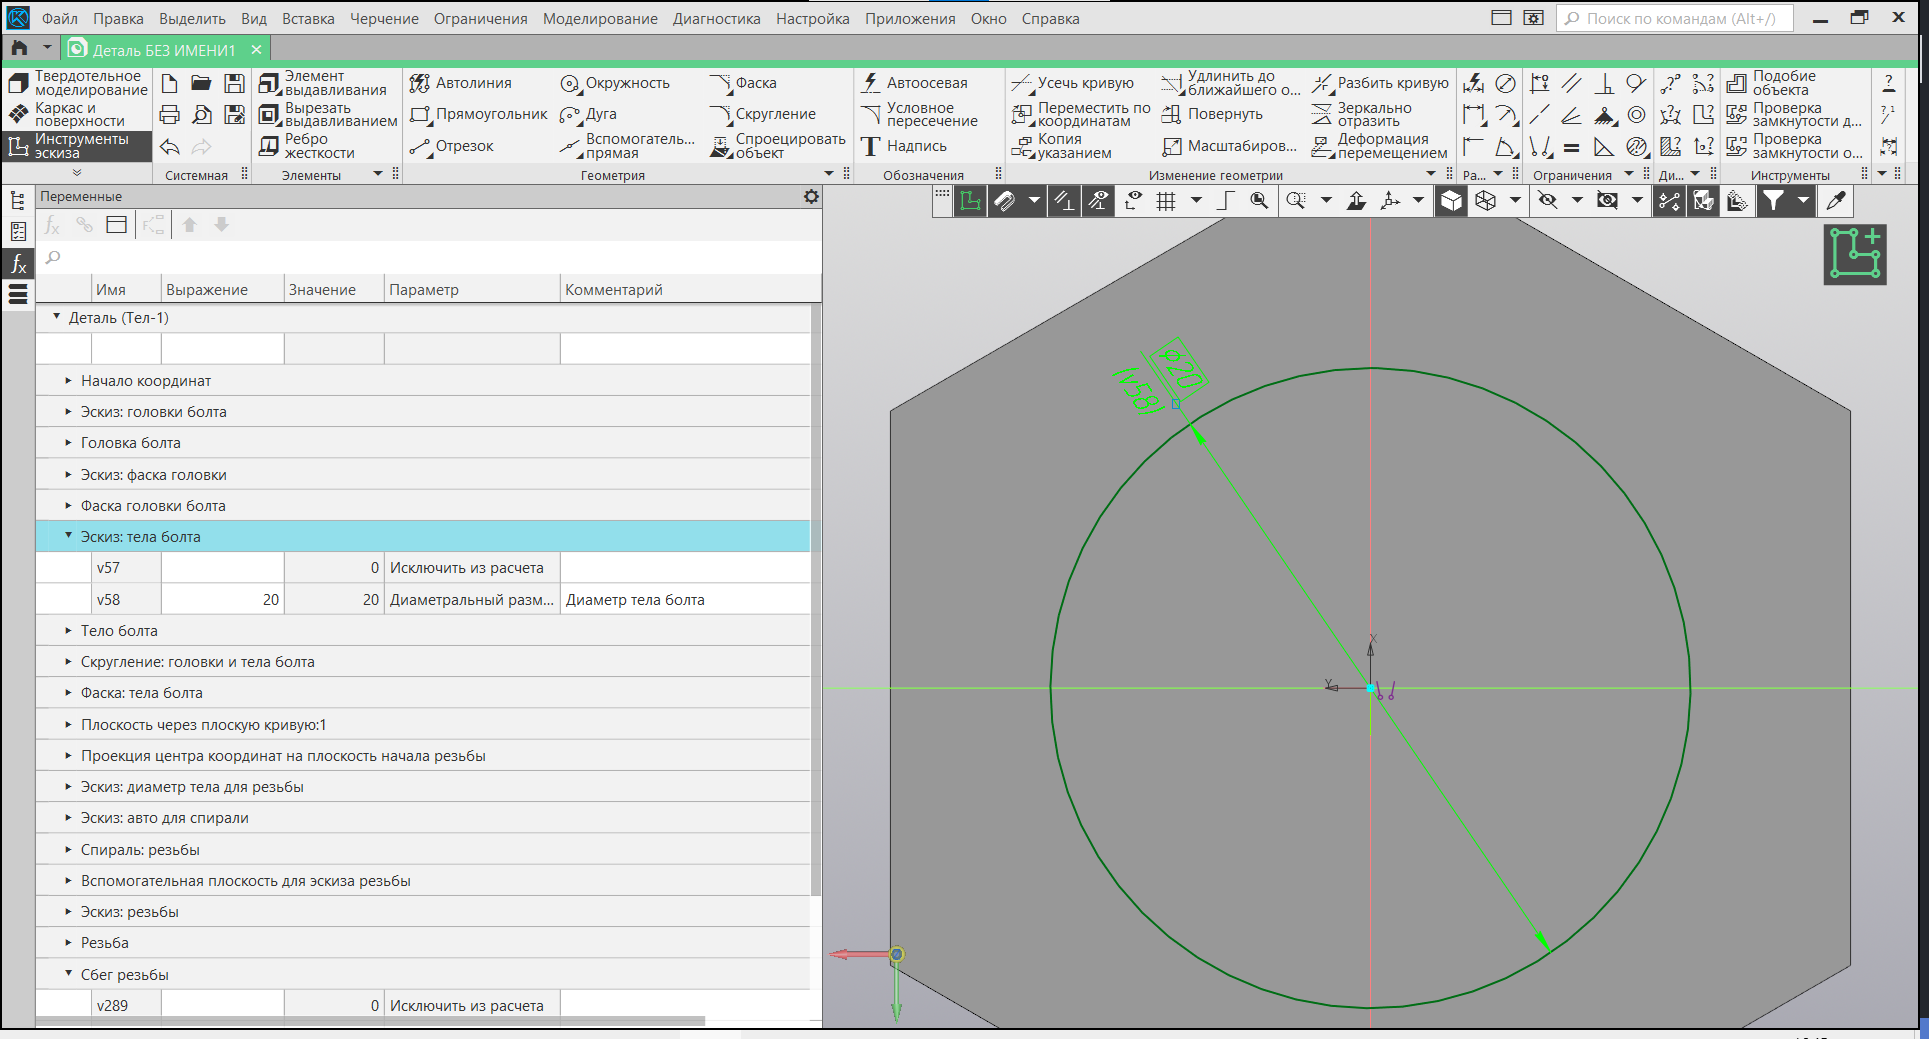 Файл Правка Выделить Вид Вставка Черчение Ограничения Моделирование Диагностика Настройка Приложения Окно Справка Поиск по командам (Alt+/)
Деталь БЕЗ ИМЕНИ1
Твердотельное моделирование
Каркас и поверхности
Инструменты эскиза
Системная
Элемент выдавливания
Вырезать выдавливанием
Ребро жесткости
Элементы
Автолиния Окружность Фаска
Прямоугольник Дуга Скругление
Отрезок Вспомогатель... прямая Спроецировать объект
Геометрия
Автоосевая
Условное пересечение
Надпись
Обозначения
Усечь кривую Удлинить до ближайшего о... Разбить кривую
Переместить по координатам Повернуть Зеркально отразить
Копия указанием Масштабиров... Деформация перемещением
Изменение геометрии
Ра...
Ограничения
Ди...
Подобие объекта
Проверка замкнутости д...
Проверка замкнутости о...
Инструменты
Переменные
Имя Выражение Значение Параметр Комментарий
Деталь (Тел-1)
Начало координат
Эскиз: головки болта
Головка болта
Эскиз: фаска головки
Фаска головки болта
Эскиз: тела болта
v57 0 Исключить из расчета
v58 20 20 Диаметральный разм... Диаметр тела болта
Тело болта
Скругление: головки и тела болта
Фаска: тела болта
Плоскость через плоскую кривую:1
Проекция центра координат на плоскость начала резьбы
Эскиз: диаметр тела для резьбы
Эскиз: авто для спирали
Спираль: резьбы
Вспомогательная плоскость для эскиза резьбы
Эскиз: резьбы
Резьба
Сбег резьбы
v289 0 Исключить из расчета
⌀20
v58
X
Y